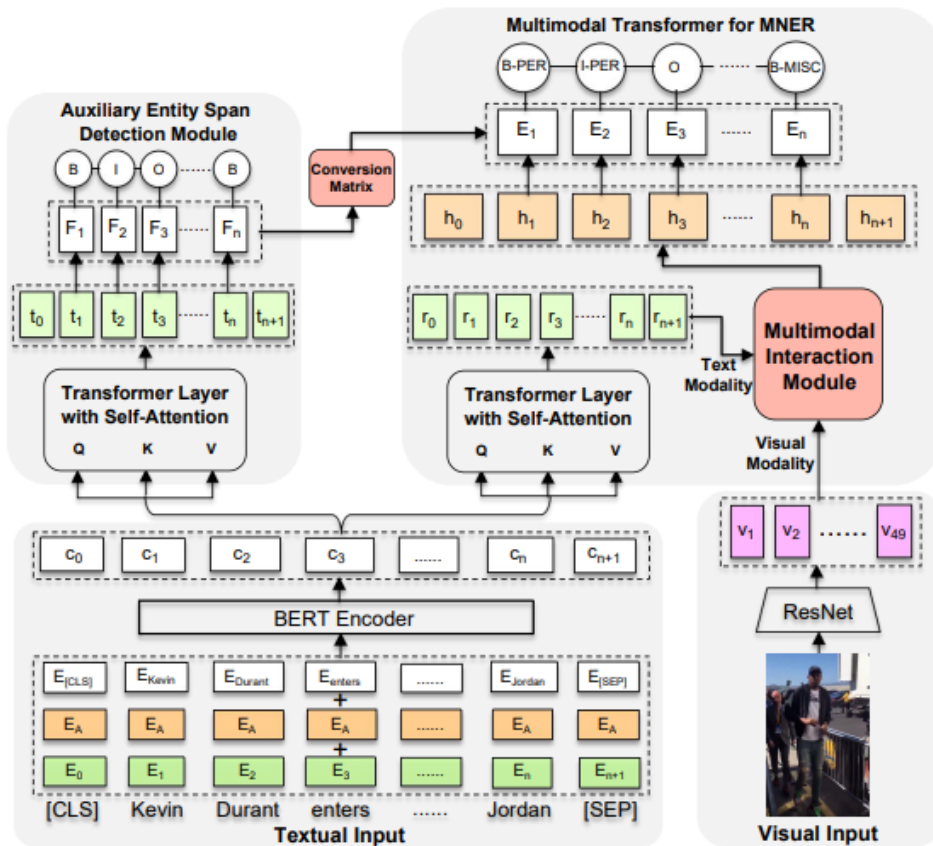 Multimodal Transformer for MNER
B-PER I-PER O ...... B-MISC
Auxiliary Entity Span
Detection Module
E1 E2 E3 ...... En
B I O ...... B
Conversion
Matrix
F1 F2 F3 ...... Fn
h0 h1 h2 h3 ...... hn hn+1
t0 t1 t2 t3 ...... tn tn+1
r0 r1 r2 r3 ...... rn rn+1
Multimodal
Interaction
Module
Text
Modality
Transformer Layer
with Self-Attention
Q K V
Transformer Layer
with Self-Attention
Q K V
Visual
Modality
v1 v2 ...... v49
c0 c1 c2 c3 ...... cn cn+1
BERT Encoder
ResNet
E[CLS] EKevin EDurant Eenters ...... EJordan E[SEP]
+
EA EA EA EA ...... EA EA
+
E0 E1 E2 E3 ...... En En+1
[CLS] Kevin Durant enters ...... Jordan [SEP]
Textual Input
Visual Input